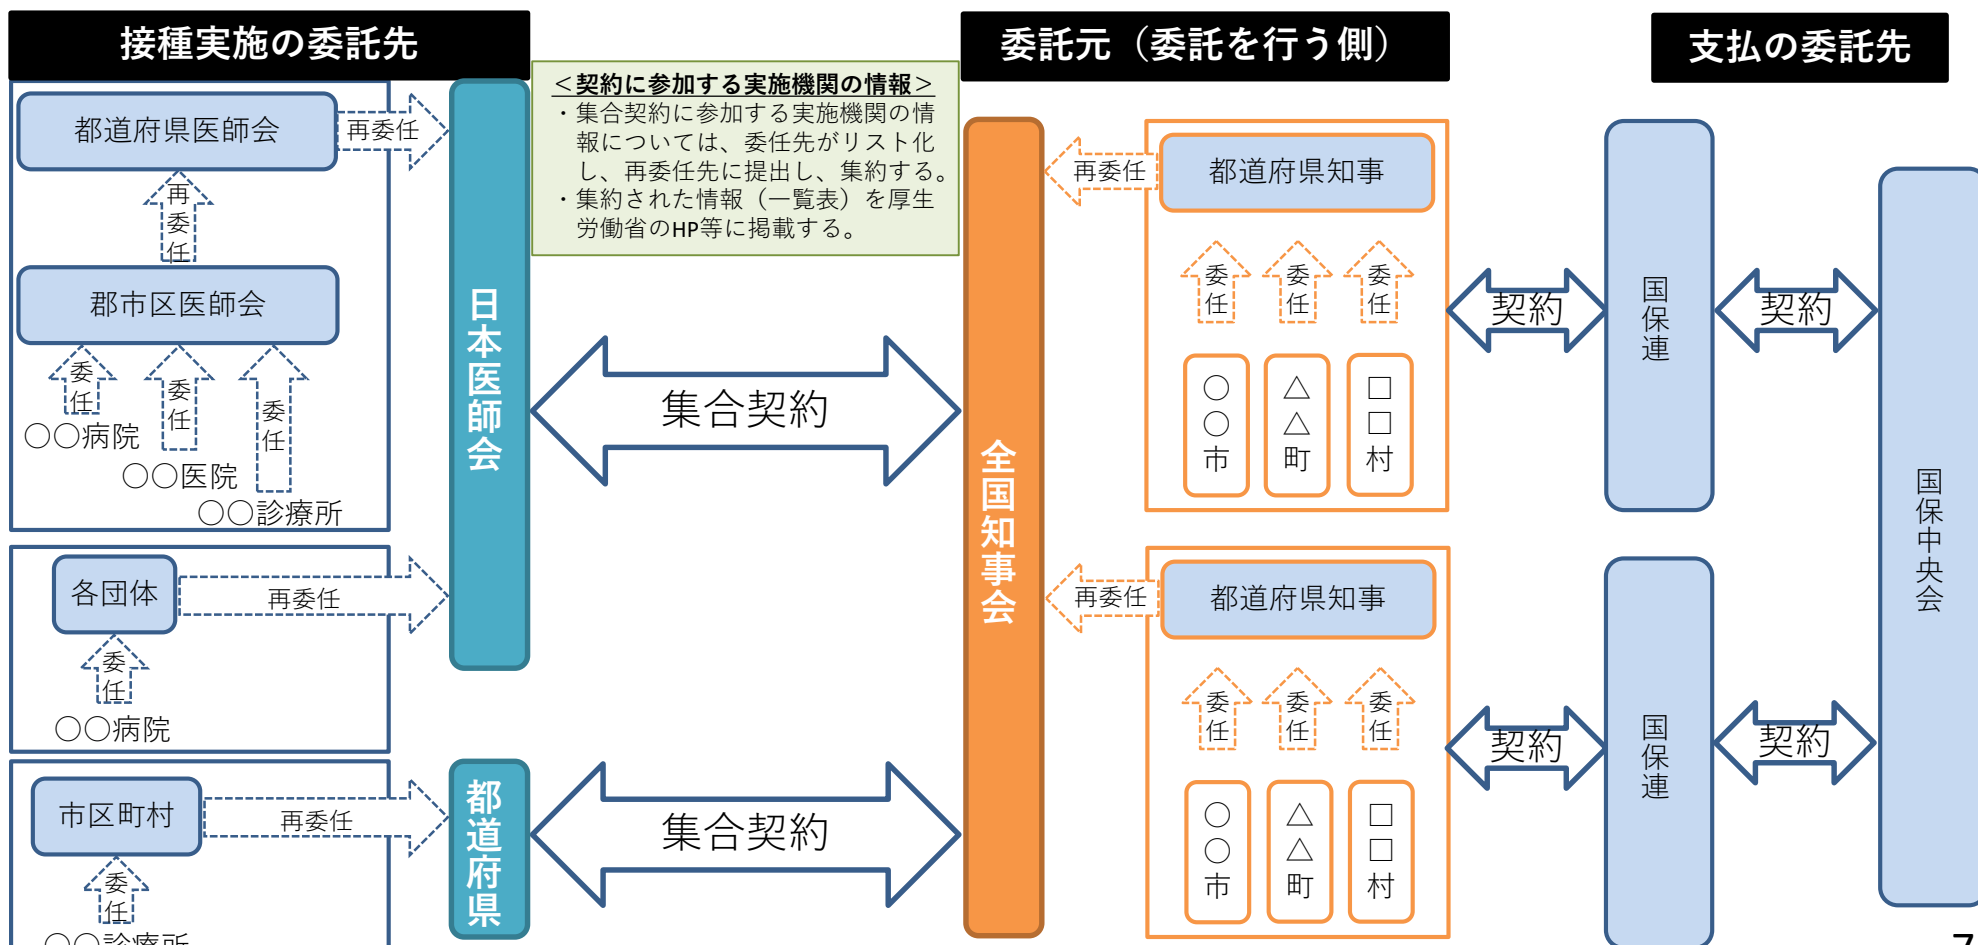 接種実施の委託先
委託元（委託を行う側）
支払の委託先
＜契約に参加する実施機関の情報＞
・集合契約に参加する実施機関の情
報については、委任先がリスト化
し、再委任先に提出し、集約する。
・集約された情報（一覧表）を厚生
労働省のHP等に掲載する。
都道府県医師会
再委任
再委任
郡市区医師会
委任
委任
委任
〇〇病院
〇〇医院
〇〇診療所
日本医師会
各団体
再委任
委任
〇〇病院
市区町村
再委任
委任
〇〇診療所
都道府県
集合契約
集合契約
全国知事会
再委任
都道府県知事
委任
委任
委任
〇〇市
△△町
□□村
再委任
都道府県知事
委任
委任
委任
〇〇市
△△町
□□村
契約
国保連
契約
契約
国保連
契約
国保中央会
7